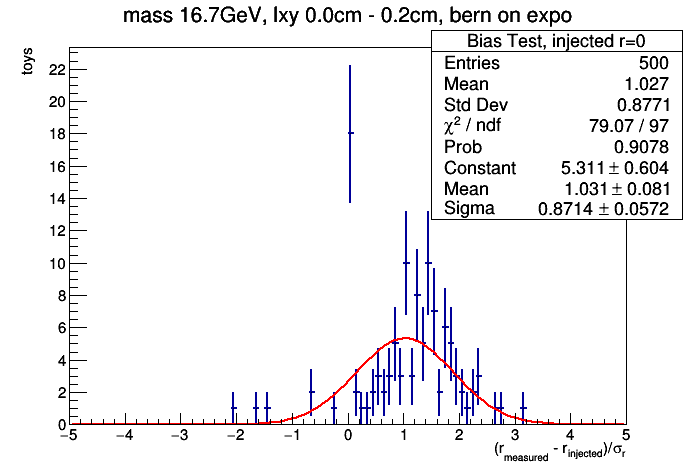 mass 16.7GeV, lxy 0.0cm - 0.2cm, bern on expo
Bias Test, injected r=0
Entries 500
Mean 1.027
Std Dev 0.8771
χ² / ndf 79.07 / 97
Prob 0.9078
Constant 5.311 ± 0.604
Mean 1.031 ± 0.081
Sigma 0.8714 ± 0.0572
toys
22
20
18
16
14
12
10
8
6
4
2
0
−5 −4 −3 −2 −1 0 1 2 3 4 5
(r_measured - r_injected)/σ_r